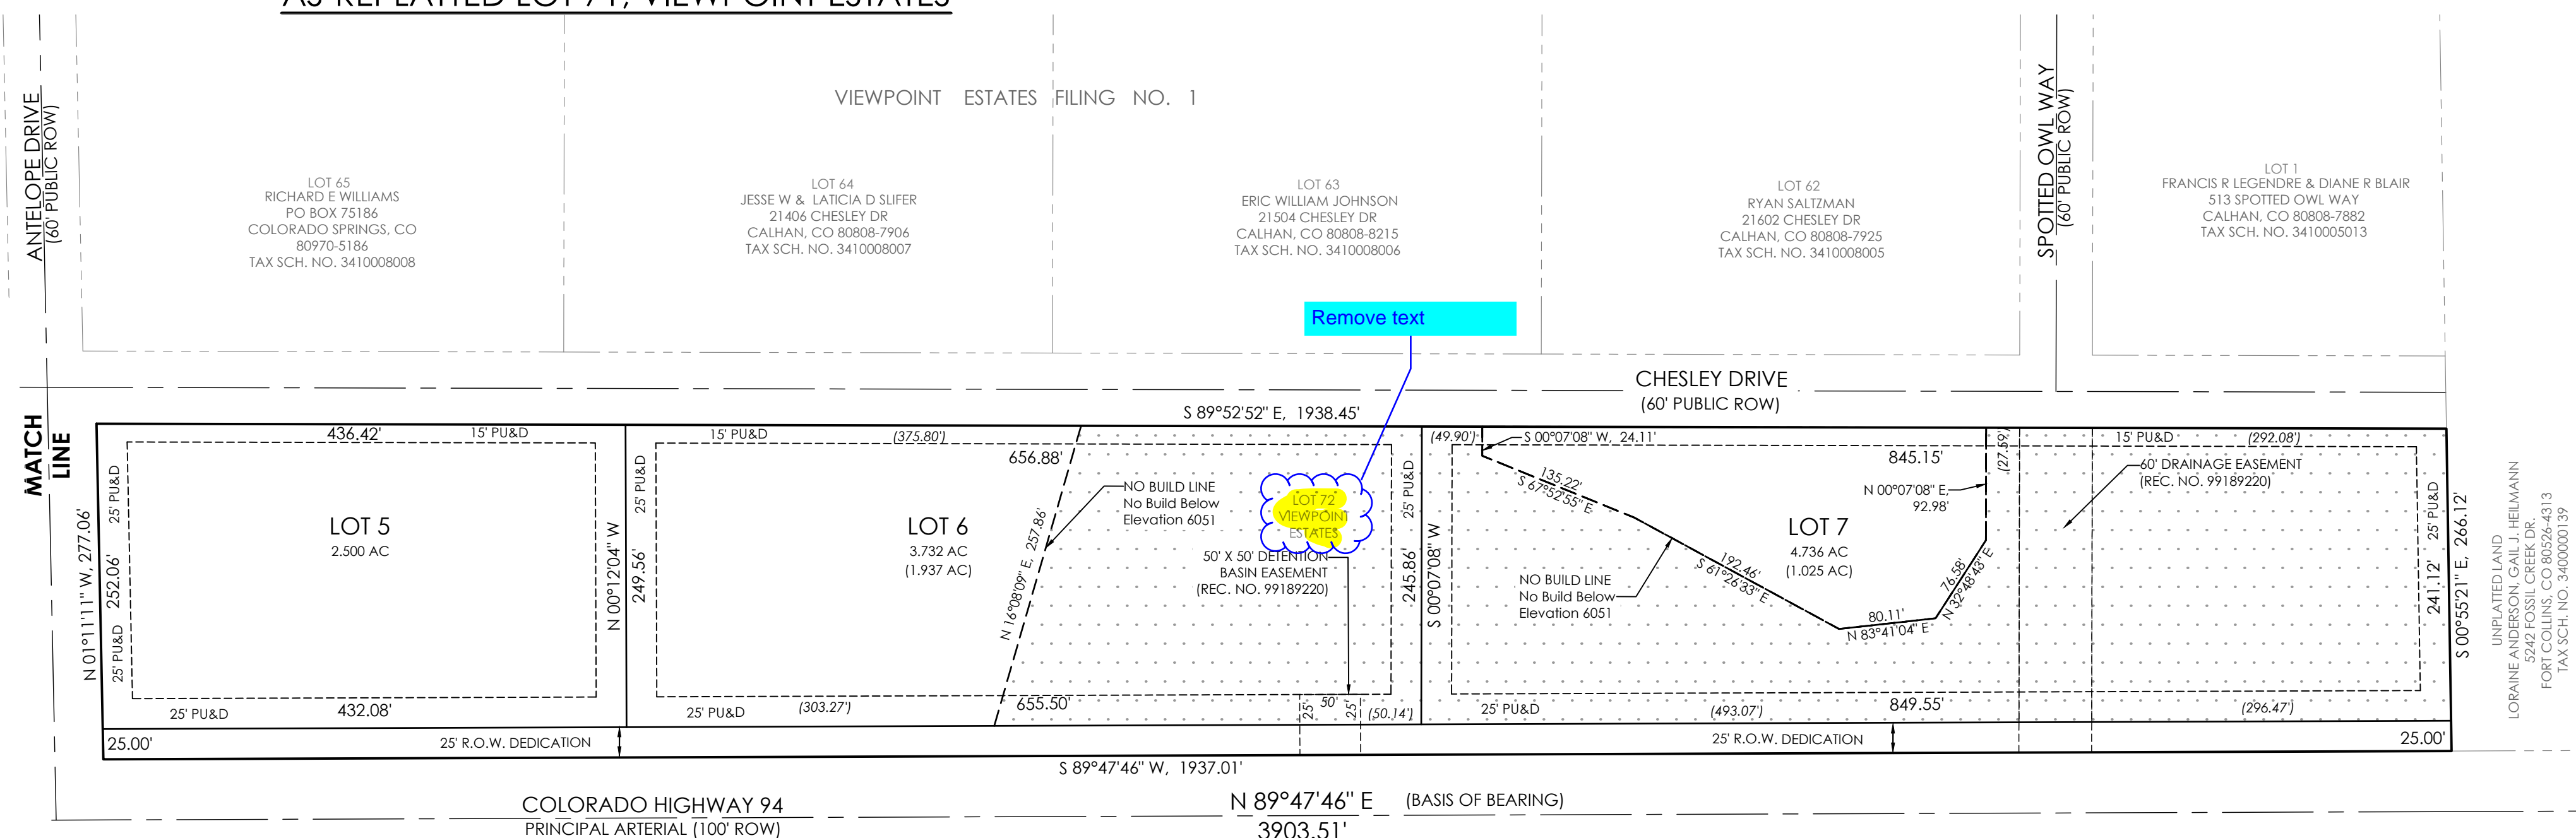 AS REPLATTED LOT 71, VIEWPOINT ESTATES
VIEWPOINT ESTATES FILING NO. 1
ANTELOPE DRIVE
(60' PUBLIC ROW)
LOT 65
RICHARD E WILLIAMS
PO BOX 75186
COLORADO SPRINGS, CO
80970-5186
TAX SCH. NO. 3410008008
LOT 64
JESSE W & LATICIA D SLIFER
21406 CHESLEY DR
CALHAN, CO 80808-7906
TAX SCH. NO. 3410008007
LOT 63
ERIC WILLIAM JOHNSON
21504 CHESLEY DR
CALHAN, CO 80808-8215
TAX SCH. NO. 3410008006
LOT 62
RYAN SALTZMAN
21602 CHESLEY DR
CALHAN, CO 80808-7925
TAX SCH. NO. 3410008005
SPOTTED OWL WAY
(60' PUBLIC ROW)
LOT 1
FRANCIS R LEGENDRE & DIANE R BLAIR
513 SPOTTED OWL WAY
CALHAN, CO 80808-7882
TAX SCH. NO. 3410005013
Remove text
CHESLEY DRIVE
(60' PUBLIC ROW)
S 89°52'52" E, 1938.45'
MATCH
LINE
N 01°11'11" W, 277.06'
252.06'
25' PU&D
25' PU&D
436.42'
15' PU&D
LOT 5
2.500 AC
25' PU&D
432.08'
N 00°12'04" W
249.56'
25' PU&D
15' PU&D
(375.80')
656.88'
LOT 6
3.732 AC
(1.937 AC)
N 16°08'09" E, 257.86'
NO BUILD LINE
No Build Below
Elevation 6051
LOT 72
VIEWPOINT
ESTATES
50' X 50' DETENTION
BASIN EASEMENT
(REC. NO. 99189220)
25' PU&D
245.86'
S 00°07'08" W
25' PU&D
(303.27')
655.50'
25'
50'
25'
(50.14')
(49.90')
S 00°07'08" W, 24.11'
135.22'
S 67°52'55" E
192.46'
S 61°26'33" E
NO BUILD LINE
No Build Below
Elevation 6051
845.15'
N 00°07'08" E,
92.98'
LOT 7
4.736 AC
(1.025 AC)
76.58'
N 32°48'43" E
80.11'
N 83°41'04" E
(27.59')
15' PU&D
(292.08')
60' DRAINAGE EASEMENT
(REC. NO. 99189220)
25' PU&D
241.12'
S 00°55'21" E, 266.12'
25' PU&D
(493.07')
849.55'
(296.47')
UNPLATTED LAND
LORAINE ANDERSON, GAIL J. HEILMANN
5242 FOSSIL CREEK DR.
FORT COLLINS, CO 80526-4313
TAX SCH. NO. 3400000139
25.00'
25' R.O.W. DEDICATION
25' R.O.W. DEDICATION
25.00'
S 89°47'46" W, 1937.01'
COLORADO HIGHWAY 94
PRINCIPAL ARTERIAL (100' ROW)
N 89°47'46" E (BASIS OF BEARING)
3903.51'